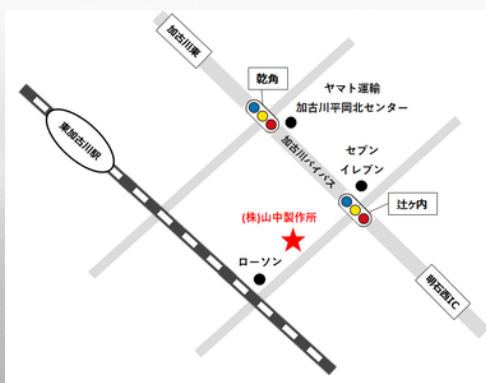 加古川東
乾角
ヤマト運輸
加古川平岡北センター
東加古川駅
加古川バイパス
セブン
イレブン
辻ヶ内
(株)山中製作所
ローソン
明石西IC